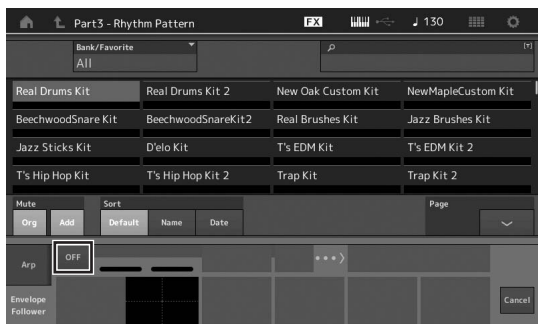 Part3 - Rhythm Pattern FX 130
Bank/Favorite
All
Real Drums Kit Real Drums Kit 2 New Oak Custom Kit NewMapleCustom Kit
BeechwoodSnare Kit BeechwoodSnareKit2 Real Brushes Kit Jazz Brushes Kit
Jazz Sticks Kit D'elo Kit T's EDM Kit T's EDM Kit 2
T's Hip Hop Kit T's Hip Hop Kit 2 Trap Kit Trap Kit 2
Mute Sort Page
Org Add Default Name Date
Arp OFF
Envelope
Follower Cancel